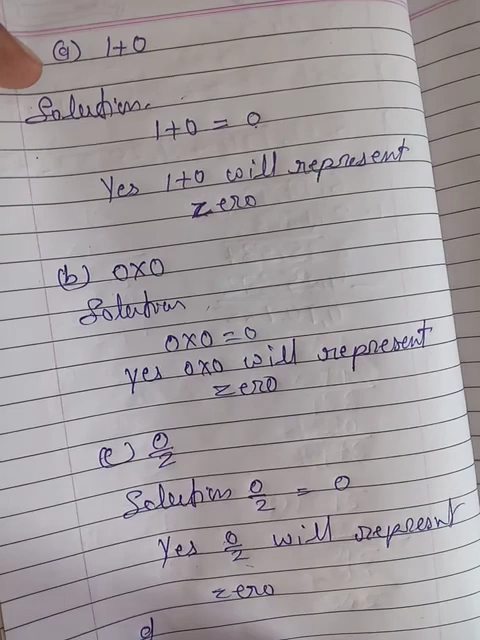 (a) 1+0
Solution.
1+0 = 0
Yes 1+0 will represent
zero
(b) 0×0
Solution
0×0 = 0
Yes 0×0 will represent
zero
(c) 0/2
Solution 0/2 = 0
Yes 0/2 will represent
zero
d